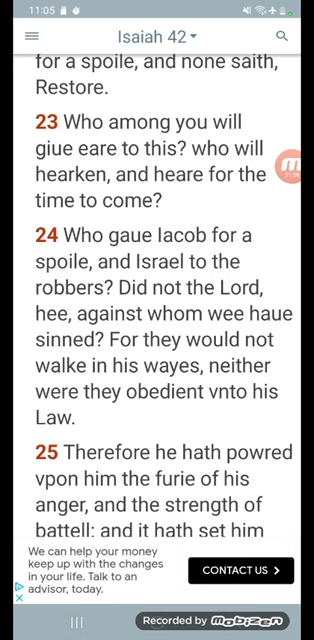 11:05
Isaiah 42
for a spoile, and none saith,
Restore.
23 Who among you will
giue eare to this? who will
hearken, and heare for the
time to come?
24 Who gaue Iacob for a
spoile, and Israel to the
robbers? Did not the Lord,
hee, against whom wee haue
sinned? For they would not
walke in his wayes, neither
were they obedient vnto his
Law.
25 Therefore he hath powred
vpon him the furie of his
anger, and the strength of
battell: and it hath set him
We can help your money
keep up with the changes
in your life. Talk to an
advisor, today.
CONTACT US
Recorded by mobizen